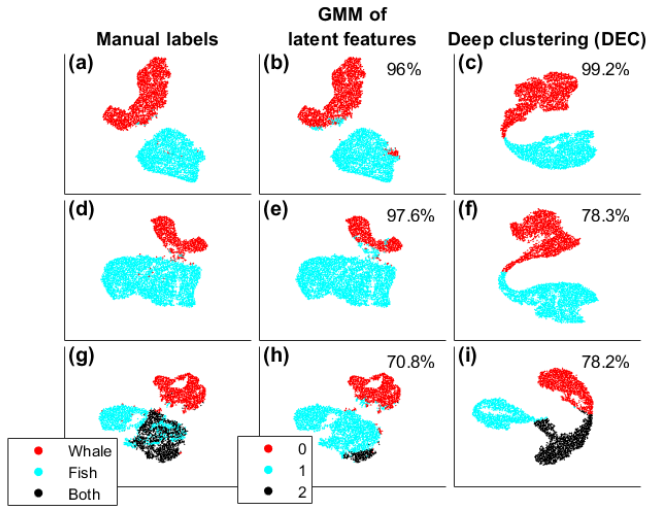 GMM of
Manual labels latent features Deep clustering (DEC)
(a) (b) 96% (c) 99.2%
(d) (e) 97.6% (f) 78.3%
(g) (h) 70.8% (i) 78.2%
Whale
Fish
Both
0
1
2